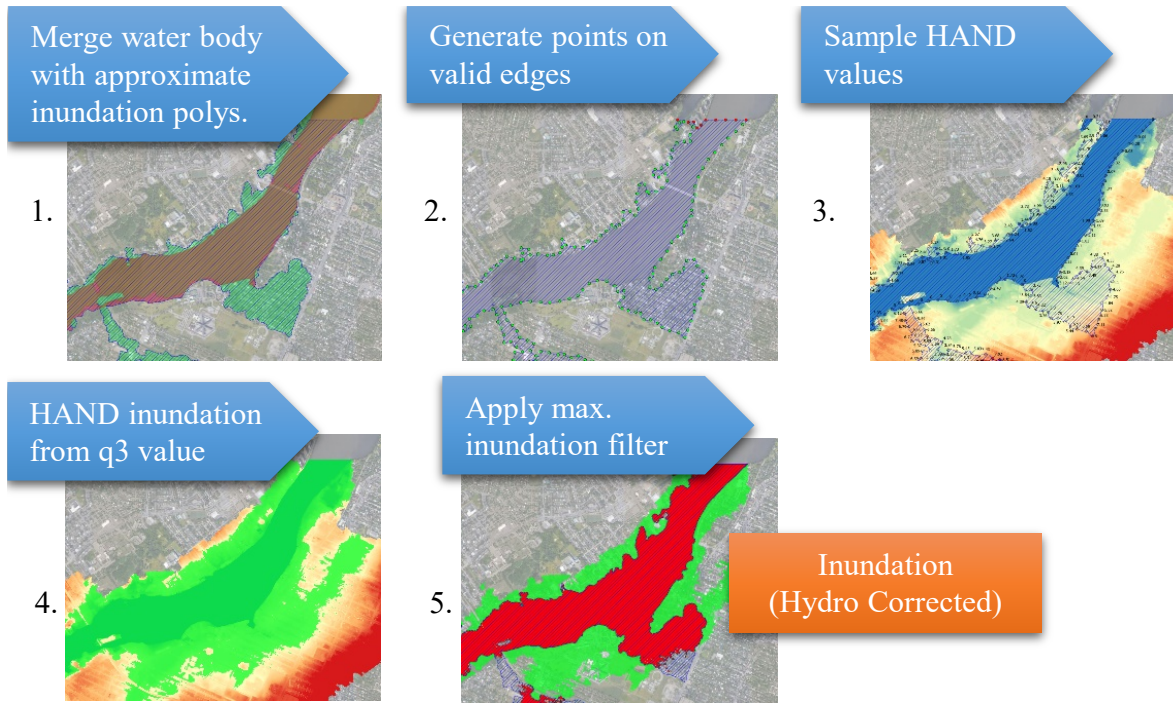 Merge water body
with approximate
inundation polys.
Generate points on
valid edges
Sample HAND
values
1.
2.
3.
HAND inundation
from q3 value
Apply max.
inundation filter
4.
5.
Inundation
(Hydro Corrected)